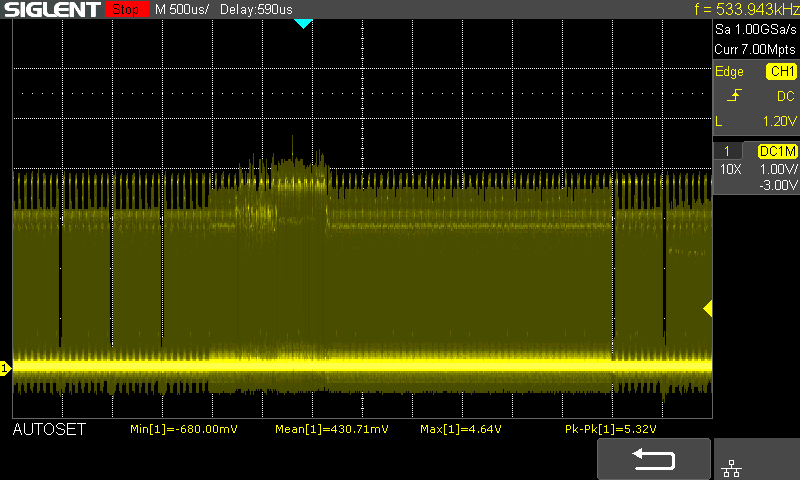 SIGLENT Stop M 500us/ Delay:590us f = 533.943kHz
Sa 1.00GSa/s
Curr 7.00Mpts
Edge CH1
DC
L 1.20V
1 DC1M
10X 1.00V/
-3.00V
1
AUTOSET Min[1]=-680.00mV Mean[1]=430.71mV Max[1]=4.64V Pk-Pk[1]=5.32V